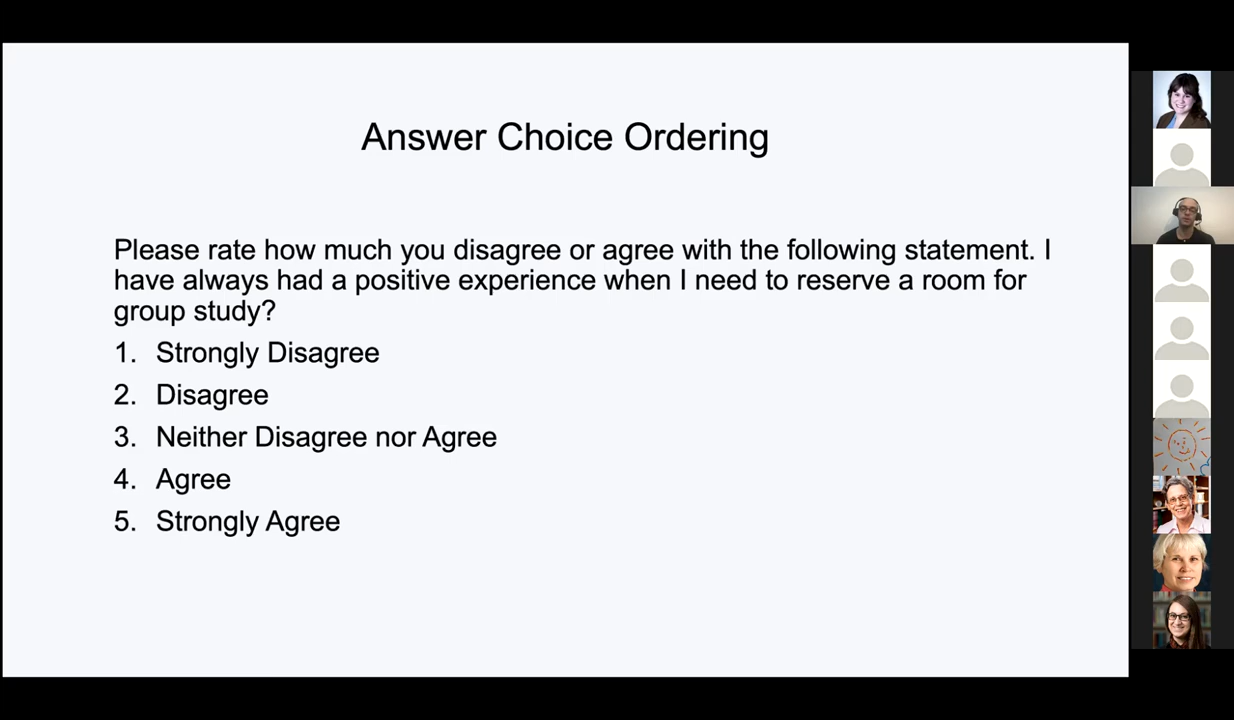 Answer Choice Ordering
Please rate how much you disagree or agree with the following statement. I
have always had a positive experience when I need to reserve a room for
group study?
1. Strongly Disagree
2. Disagree
3. Neither Disagree nor Agree
4. Agree
5. Strongly Agree